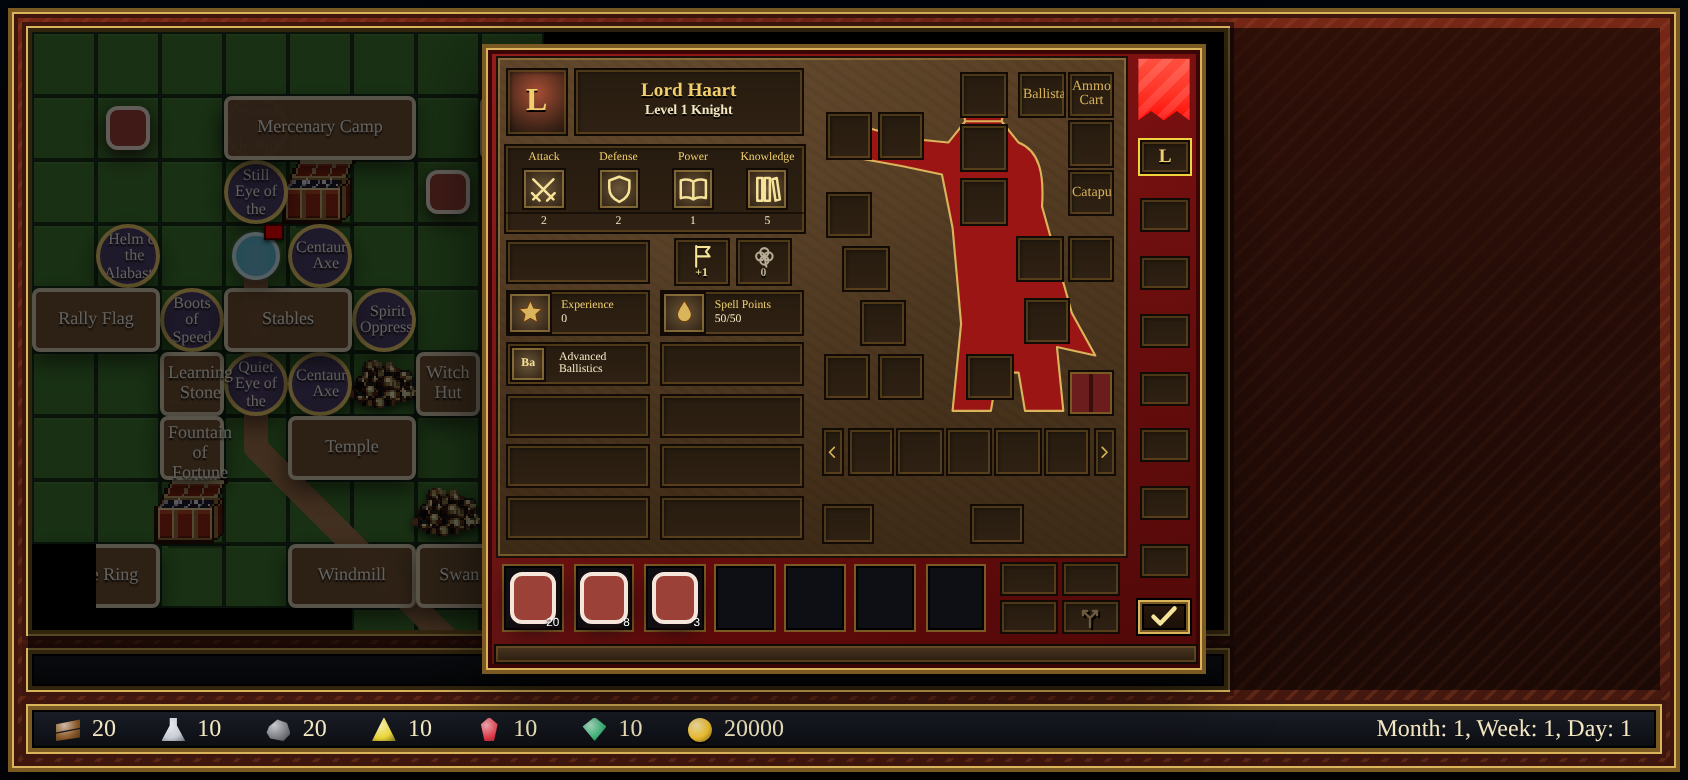 L
Lord Haart
Level 1 Knight
Attack
Defense
Power
Knowledge
2
2
1
5
+1
0
Experience
0
Spell Points
50/50
Ba
Advanced
Ballistics
Ballista
Ammo
Cart
Catapu
L
20
8
3
Mercenary Camp
Still
Eye of
the
Helm
the
Alabast
Centaur
Axe
Rally Flag
Boots
of
Speed
Stables
Spirit
Oppress
Learning
Stone
Quiet
Eye of
the
Centaur
Axe
Witch
Hut
Fountain
of
Fortune
Temple
Ring
Windmill
Swan
20
10
20
10
10
10
20000
Month: 1, Week: 1, Day: 1